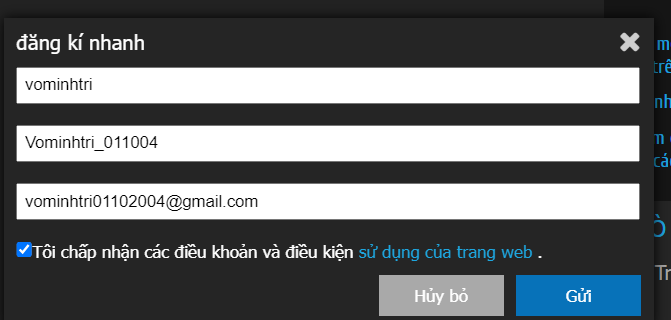 đăng kí nhanh
vominhtri
Vominhtri_011004
vominhtri01102004@gmail.com
Tôi chấp nhận các điều khoản và điều kiện sử dụng của trang web .
Hủy bỏ
Gửi